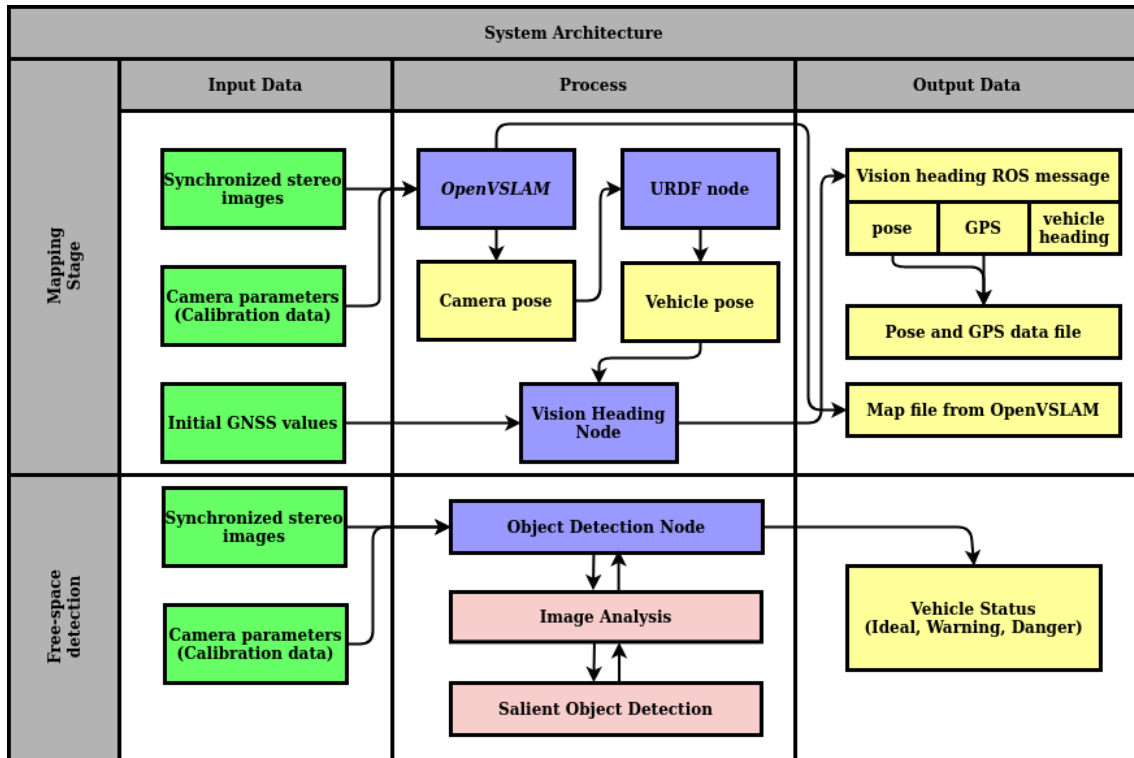 System Architecture
Input Data
Process
Output Data
Mapping
Stage
Synchronized stereo
images
Camera parameters
(Calibration data)
Initial GNSS values
OpenVSLAM
URDF node
Camera pose
Vehicle pose
Vision Heading
Node
Vision heading ROS message
pose
GPS
vehicle
heading
Pose and GPS data file
Map file from OpenVSLAM
Free-space
detection
Synchronized stereo
images
Camera parameters
(Calibration data)
Object Detection Node
Image Analysis
Salient Object Detection
Vehicle Status
(Ideal, Warning, Danger)